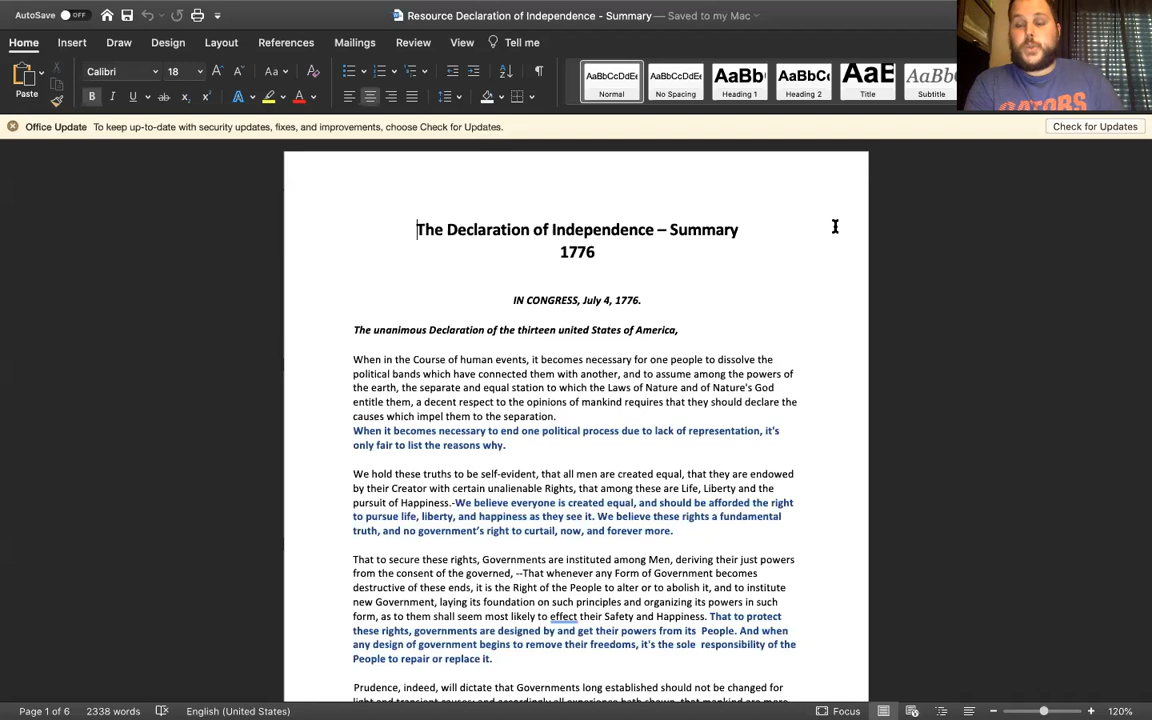 AutoSave OFF Resource Declaration of Independence - Summary — Saved to my Mac
Home Insert Draw Design Layout References Mailings Review View Tell me
Calibri 18 Aa
Paste B I U ab x₂ x² A A
AaBbCcDdEe AaBbCcDdEe AaBb( AaBbCc AaE AaBb(
Normal No Spacing Heading 1 Heading 2 Title Subtitle
GATORS
Office Update To keep up-to-date with security updates, fixes, and improvements, choose Check for Updates. Check for Updates
The Declaration of Independence – Summary
1776
IN CONGRESS, July 4, 1776.
The unanimous Declaration of the thirteen united States of America,
When in the Course of human events, it becomes necessary for one people to dissolve the
political bands which have connected them with another, and to assume among the powers of
the earth, the separate and equal station to which the Laws of Nature and of Nature's God
entitle them, a decent respect to the opinions of mankind requires that they should declare the
causes which impel them to the separation.
When it becomes necessary to end one political process due to lack of representation, it's
only fair to list the reasons why.
We hold these truths to be self-evident, that all men are created equal, that they are endowed
by their Creator with certain unalienable Rights, that among these are Life, Liberty and the
pursuit of Happiness.-We believe everyone is created equal, and should be afforded the right
to pursue life, liberty, and happiness as they see it. We believe these rights a fundamental
truth, and no government's right to curtail, now, and forever more.
That to secure these rights, Governments are instituted among Men, deriving their just powers
from the consent of the governed, --That whenever any Form of Government becomes
destructive of these ends, it is the Right of the People to alter or to abolish it, and to institute
new Government, laying its foundation on such principles and organizing its powers in such
form, as to them shall seem most likely to effect their Safety and Happiness. That to protect
these rights, governments are designed by and get their powers from its People. And when
any design of government begins to remove their freedoms, it's the sole responsibility of the
People to repair or replace it.
Prudence, indeed, will dictate that Governments long established should not be changed for
light and transient causes; and accordingly all experience hath shewn, that mankind are more
Page 1 of 6 2338 words English (United States) Focus 120%